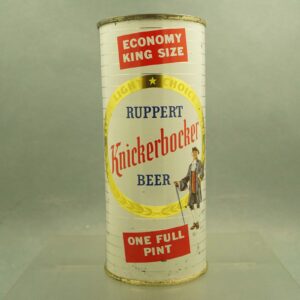 ECONOMY
KING SIZE
LIGHT ★ CHOICE
RUPPERT
Knickerbocker
BEER
ONE FULL
PINT